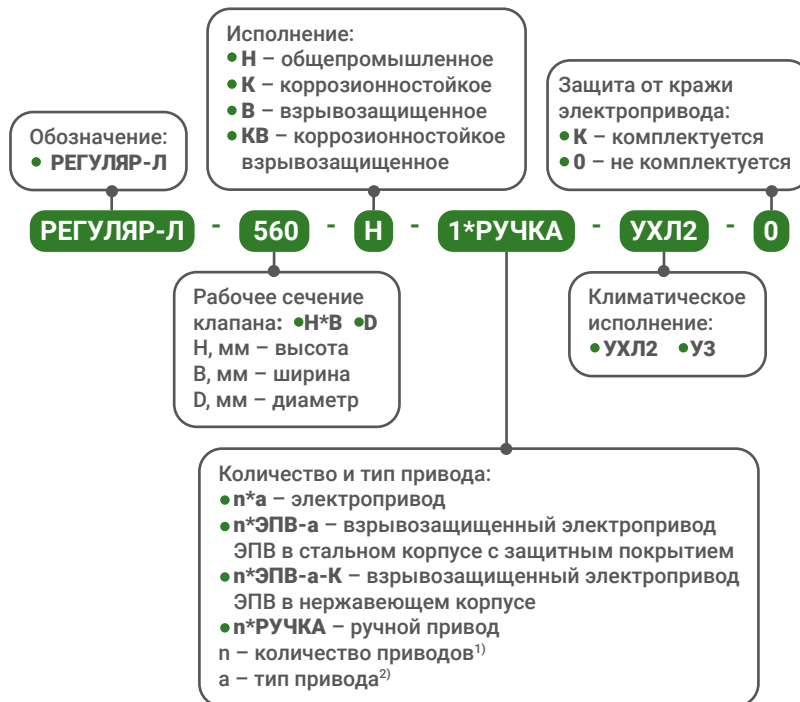 Исполнение:
Н – общепромышленное
К – коррозионностойкое
В – взрывозащищенное
КВ – коррозионностойкое
взрывозащищенное
Защита от кражи
электропривода:
К – комплектуется
0 – не комплектуется
Обозначение:
РЕГУЛЯР-Л
РЕГУЛЯР-Л - 560 - Н - 1*РУЧКА - УХЛ2 - 0
Рабочее сечение
клапана: •Н*В •D
Н, мм – высота
В, мм – ширина
D, мм – диаметр
Климатическое
исполнение:
•УХЛ2 •У3
Количество и тип привода:
•n*а – электропривод
•n*ЭПВ-а – взрывозащищенный электропривод
ЭПВ в стальном корпусе с защитным покрытием
•n*ЭПВ-а-К – взрывозащищенный электропривод
ЭПВ в нержавеющем корпусе
•n*РУЧКА – ручной привод
n – количество приводов1)
а – тип привода2)